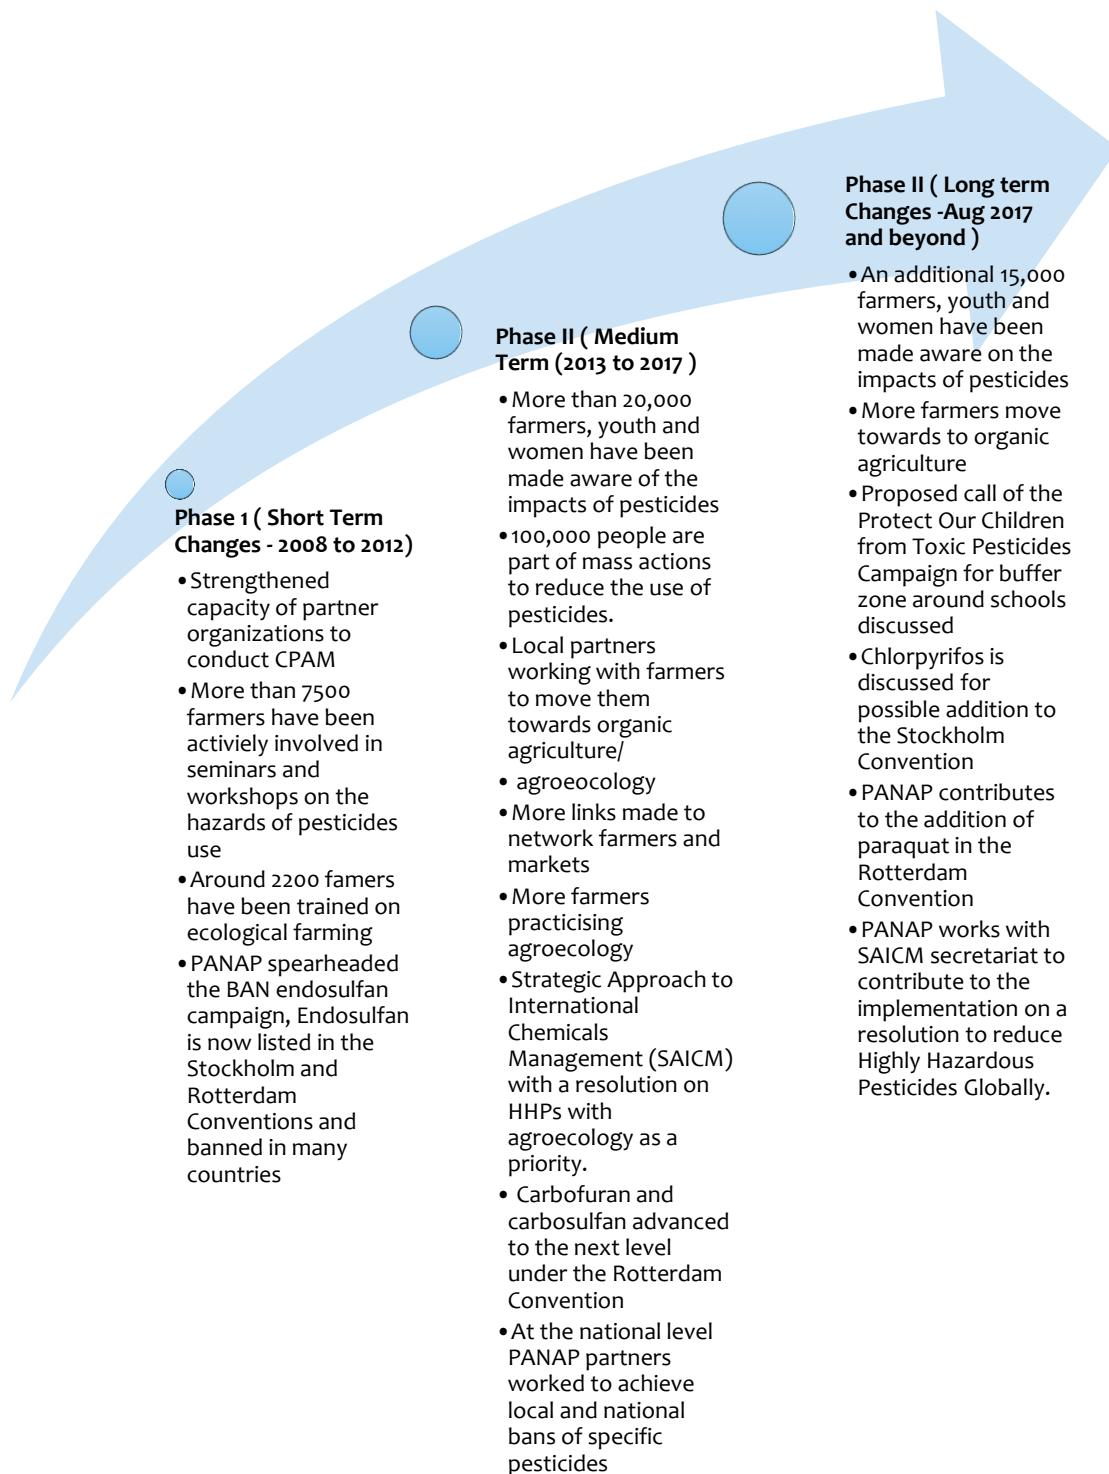 Phase 1 ( Short Term
Changes - 2008 to 2012)
•Strengthened
capacity of partner
organizations to
conduct CPAM
•More than 7500
farmers have been
activiely involved in
seminars and
workshops on the
hazards of pesticides
use
•Around 2200 famers
have been trained on
ecological farming
•PANAP spearheaded
the BAN endosulfan
campaign, Endosulfan
is now listed in the
Stockholm and
Rotterdam
Conventions and
banned in many
countries
Phase II ( Medium
Term (2013 to 2017 )
•More than 20,000
farmers, youth and
women have been
made aware of the
impacts of pesticides
•100,000 people are
part of mass actions
to reduce the use of
pesticides.
•Local partners
working with farmers
to move them
towards organic
agriculture/
• agroeocology
•More links made to
network farmers and
markets
•More farmers
practicising
agroecology
•Strategic Approach to
International
Chemicals
Management (SAICM)
with a resolution on
HHPs with
agroecology as a
priority.
• Carbofuran and
carbosulfan advanced
to the next level
under the Rotterdam
Convention
•At the national level
PANAP partners
worked to achieve
local and national
bans of specific
pesticides
Phase II ( Long term
Changes -Aug 2017
and beyond )
•An additional 15,000
farmers, youth and
women have been
made aware on the
impacts of pesticides
•More farmers move
towards to organic
agriculture
•Proposed call of the
Protect Our Children
from Toxic Pesticides
Campaign for buffer
zone around schools
discussed
•Chlorpyrifos is
discussed for
possible addition to
the Stockholm
Convention
•PANAP contributes
to the addition of
paraquat in the
Rotterdam
Convention
•PANAP works with
SAICM secretariat to
contribute to the
implementation on a
resolution to reduce
Highly Hazardous
Pesticides Globally.